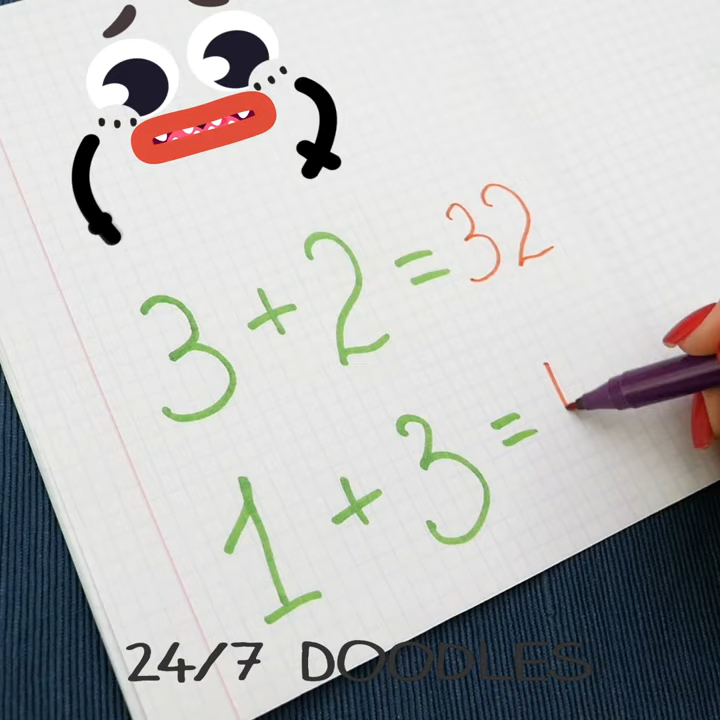 3 + 2 = 32
1 + 3 =
24/7 DOODLES